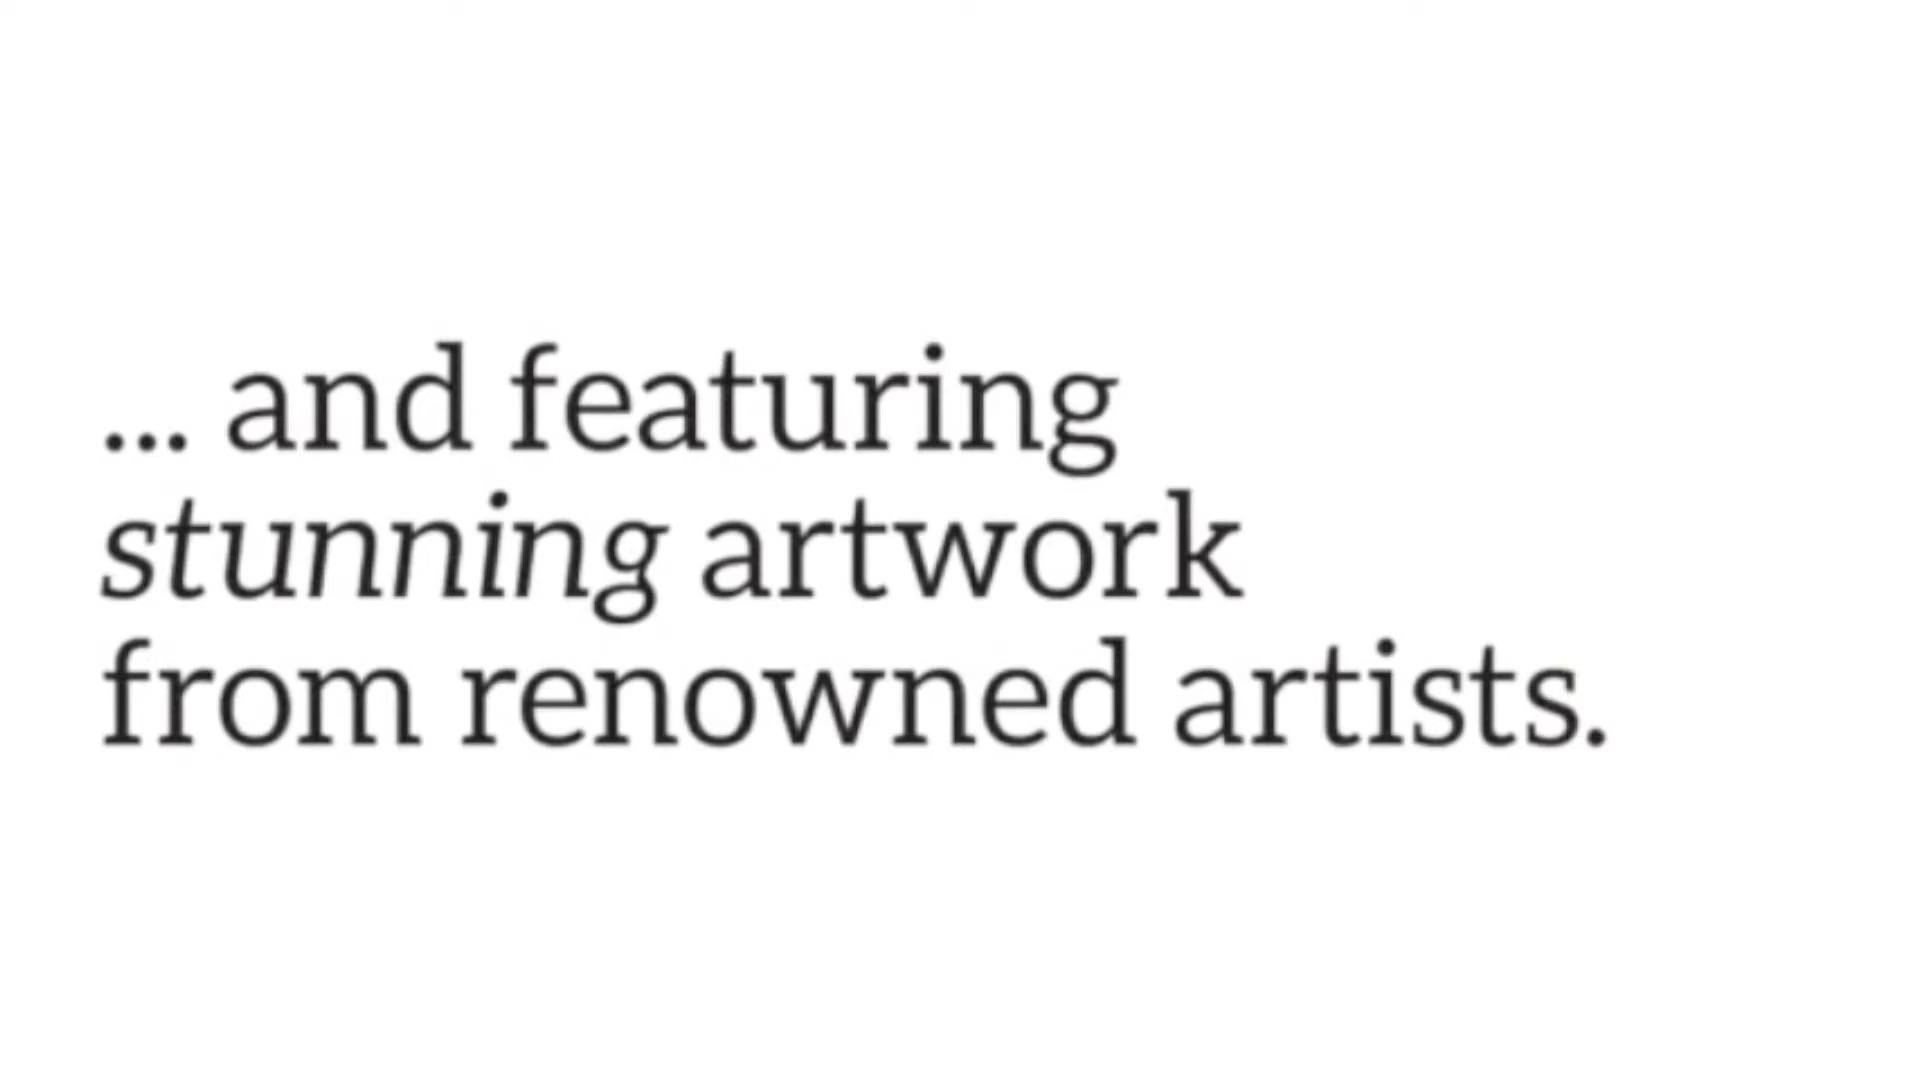 ... and featuring
stunning artwork
from renowned artists.